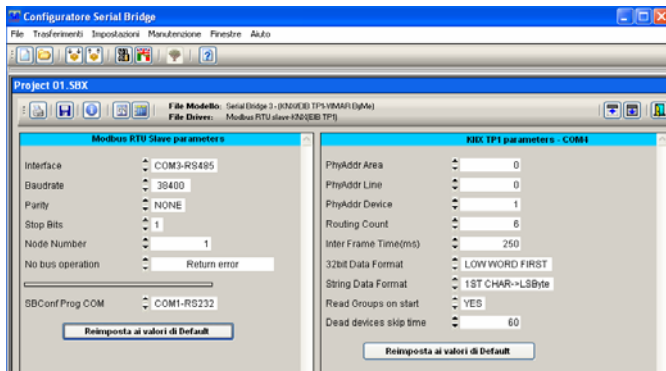 Configuratore Serial Bridge
File Trasferimenti Impostazioni Manutenzione Finestre Aiuto
Project 01.SBX
File Modello: Serial Bridge 3 - (KNX/EIB TP1-VIMAR ByMe)
File Driver: Modbus RTU slave-KNX(EIB TP1)
Modbus RTU Slave parameters
Interface COM3-RS485
Baudrate 38400
Parity NONE
Stop Bits 1
Node Number 1
No bus operation Return error
SBConf Prog COM COM1-RS232
Reimposta ai valori di Default
KNX TP1 parameters - COM4
PhyAddr Area 0
PhyAddr Line 0
PhyAddr Device 1
Routing Count 6
Inter Frame Time(ms) 250
32bit Data Format LOW WORD FIRST
String Data Format 1ST CHAR->LSByte
Read Groups on start YES
Dead devices skip time 60
Reimposta ai valori di Default